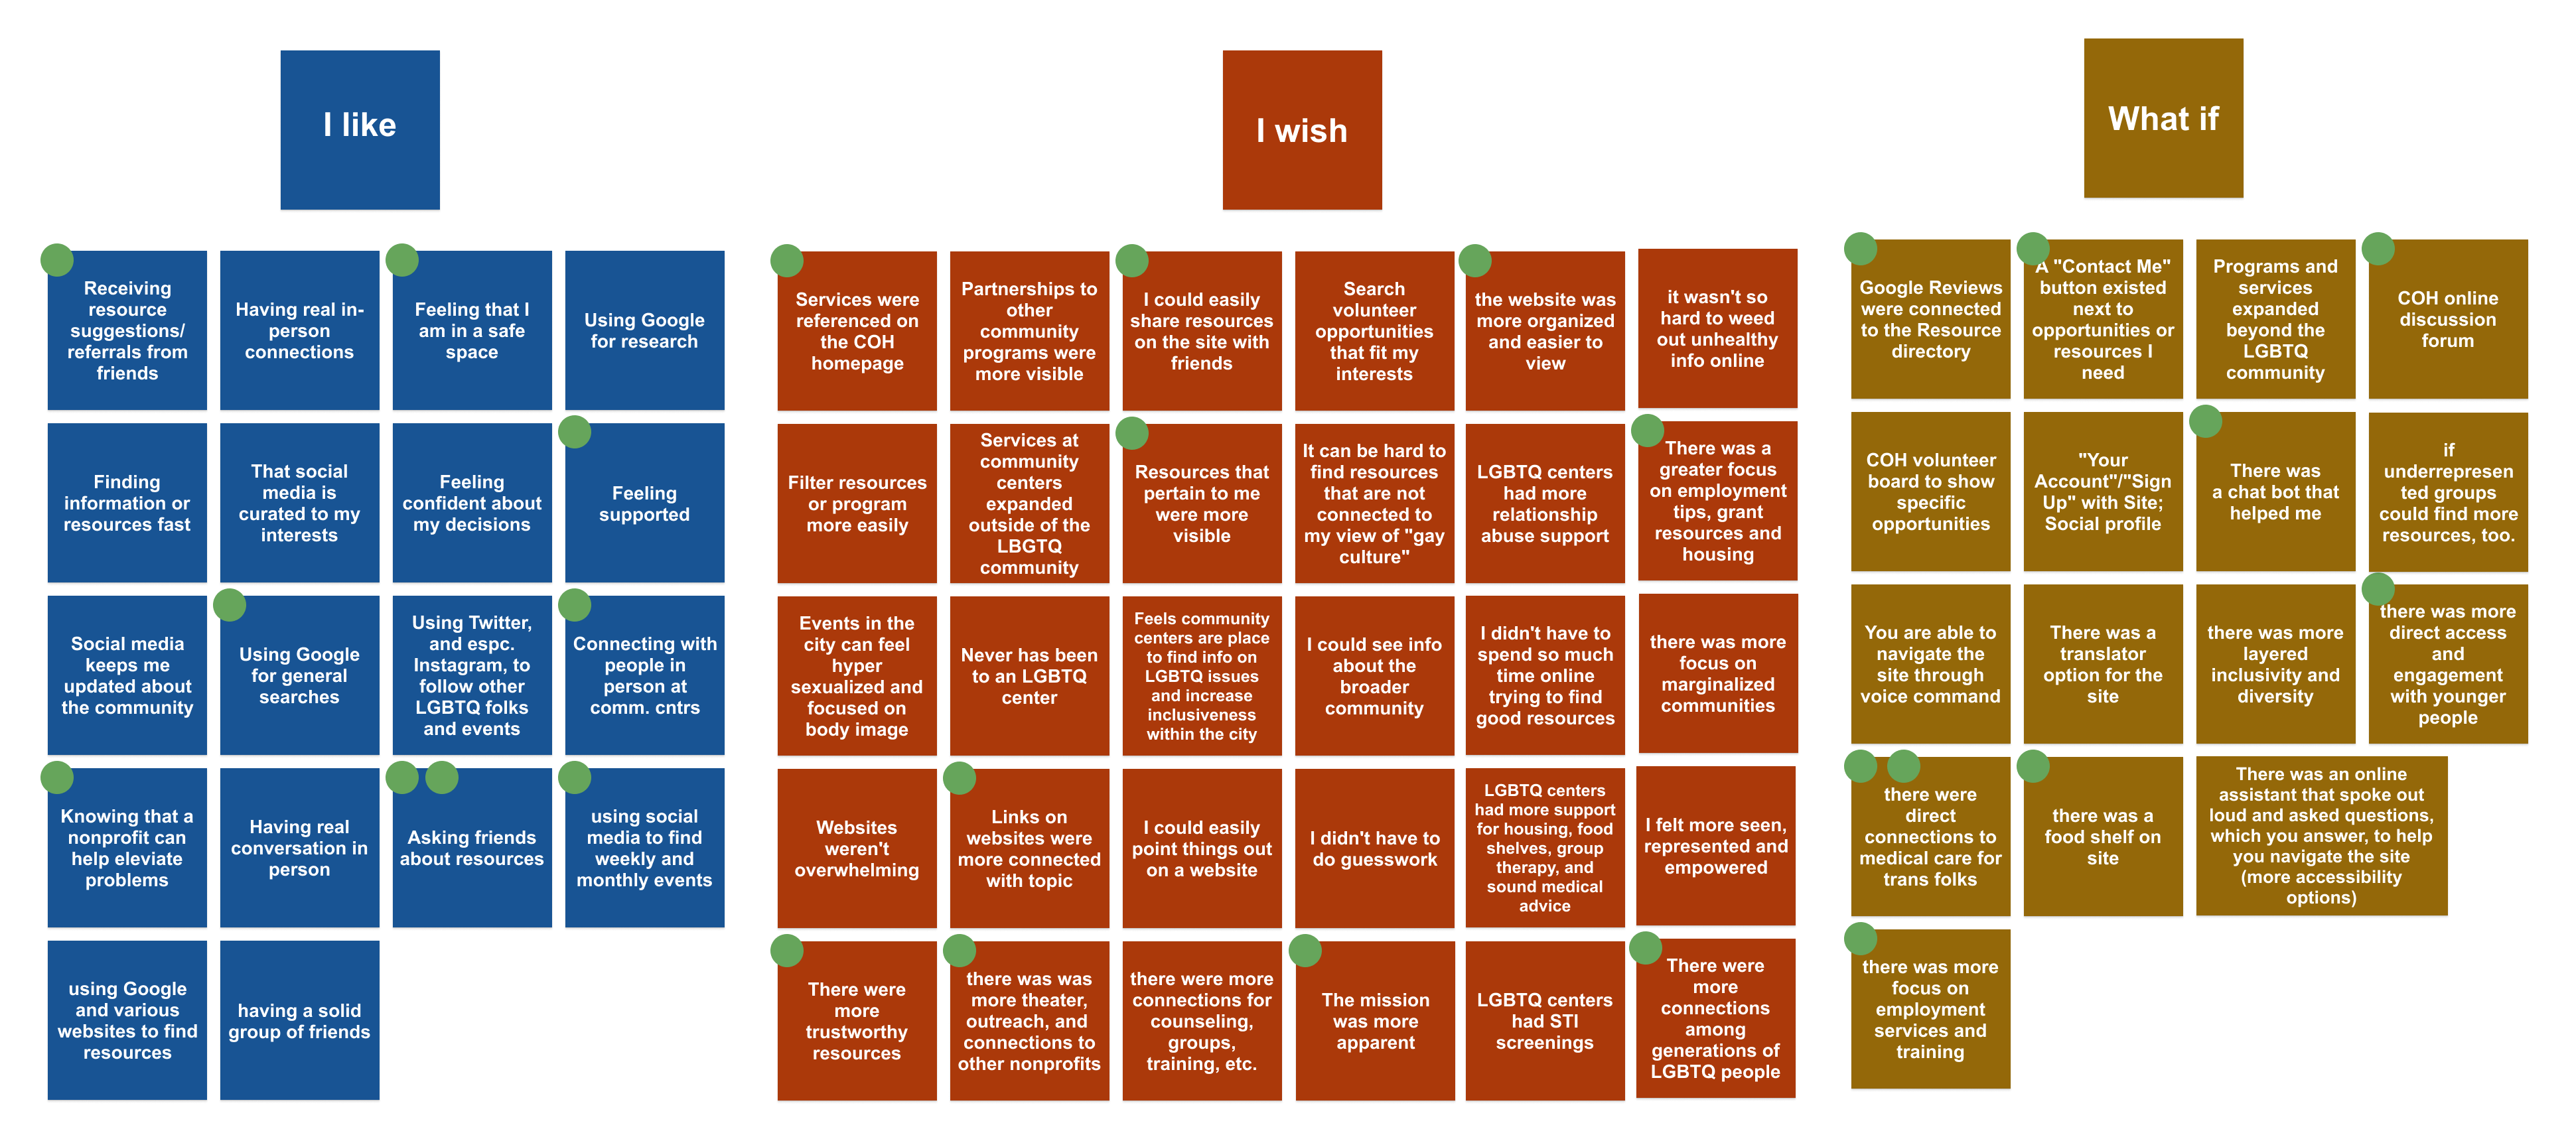 I like
Receiving
resource
suggestions/
referrals from
friends
Having real in-
person
connections
Feeling that I
am in a safe
space
Using Google
for research
Finding
information or
resources fast
That social
media is
curated to my
interests
Feeling
confident about
my decisions
Feeling
supported
Social media
keeps me
updated about
the community
Using Google
for general
searches
Using Twitter,
and espc.
Instagram, to
follow other
LGBTQ folks
and events
Connecting with
people in
person at
comm. cntrs
Knowing that a
nonprofit can
help eleviate
problems
Having real
conversation in
person
Asking friends
about resources
using social
media to find
weekly and
monthly events
using Google
and various
websites to find
resources
having a solid
group of friends
I wish
Services were
referenced on
the COH
homepage
Partnerships to
other
community
programs were
more visible
I could easily
share resources
on the site with
friends
Search
volunteer
opportunities
that fit my
interests
the website was
more organized
and easier to
view
it wasn't so
hard to weed
out unhealthy
info online
Filter resources
or program
more easily
Services at
community
centers
expanded
outside of the
LBGTQ
community
Resources that
pertain to me
were more
visible
It can be hard to
find resources
that are not
connected to
my view of "gay
culture"
LGBTQ centers
had more
relationship
abuse support
There was a
greater focus
on employment
tips, grant
resources and
housing
Events in the
city can feel
hyper
sexualized and
focused on
body image
Never has been
to an LGBTQ
center
Feels community
centers are place
to find info on
LGBTQ issues
and increase
inclusiveness
within the city
I could see info
about the
broader
community
I didn't have to
spend so much
time online
trying to find
good resources
there was more
focus on
marginalized
communities
Websites
weren't
overwhelming
Links on
websites were
more connected
with topic
I could easily
point things out
on a website
I didn't have to
do guesswork
LGBTQ centers
had more support
for housing, food
shelves, group
therapy, and
sound medical
advice
I felt more seen,
represented and
empowered
There were
more
trustworthy
resources
there was was
more theater,
outreach, and
connections to
other nonprofits
there were more
connections for
counseling,
groups,
training, etc.
The mission
was more
apparent
LGBTQ centers
had STI
screenings
There were
more
connections
among
generations of
LGBTQ people
What if
Google Reviews
were connected
to the Resource
directory
A "Contact Me"
button existed
next to
opportunities or
resources I
need
Programs and
services
expanded
beyond the
LGBTQ
community
COH online
discussion
forum
COH volunteer
board to show
specific
opportunities
"Your
Account"/"Sign
Up" with Site;
Social profile
There was
a chat bot that
helped me
if
underrepresen
ted groups
could find more
resources, too.
You are able to
navigate the
site through
voice command
There was a
translator
option for the
site
there was more
layered
inclusivity and
diversity
there was more
direct access
and
engagement
with younger
people
there were
direct
connections to
medical care for
trans folks
there was a
food shelf on
site
There was an online
assistant that spoke out
loud and asked questions,
which you answer, to help
you navigate the site
(more accessibility
options)
there was more
focus on
employment
services and
training